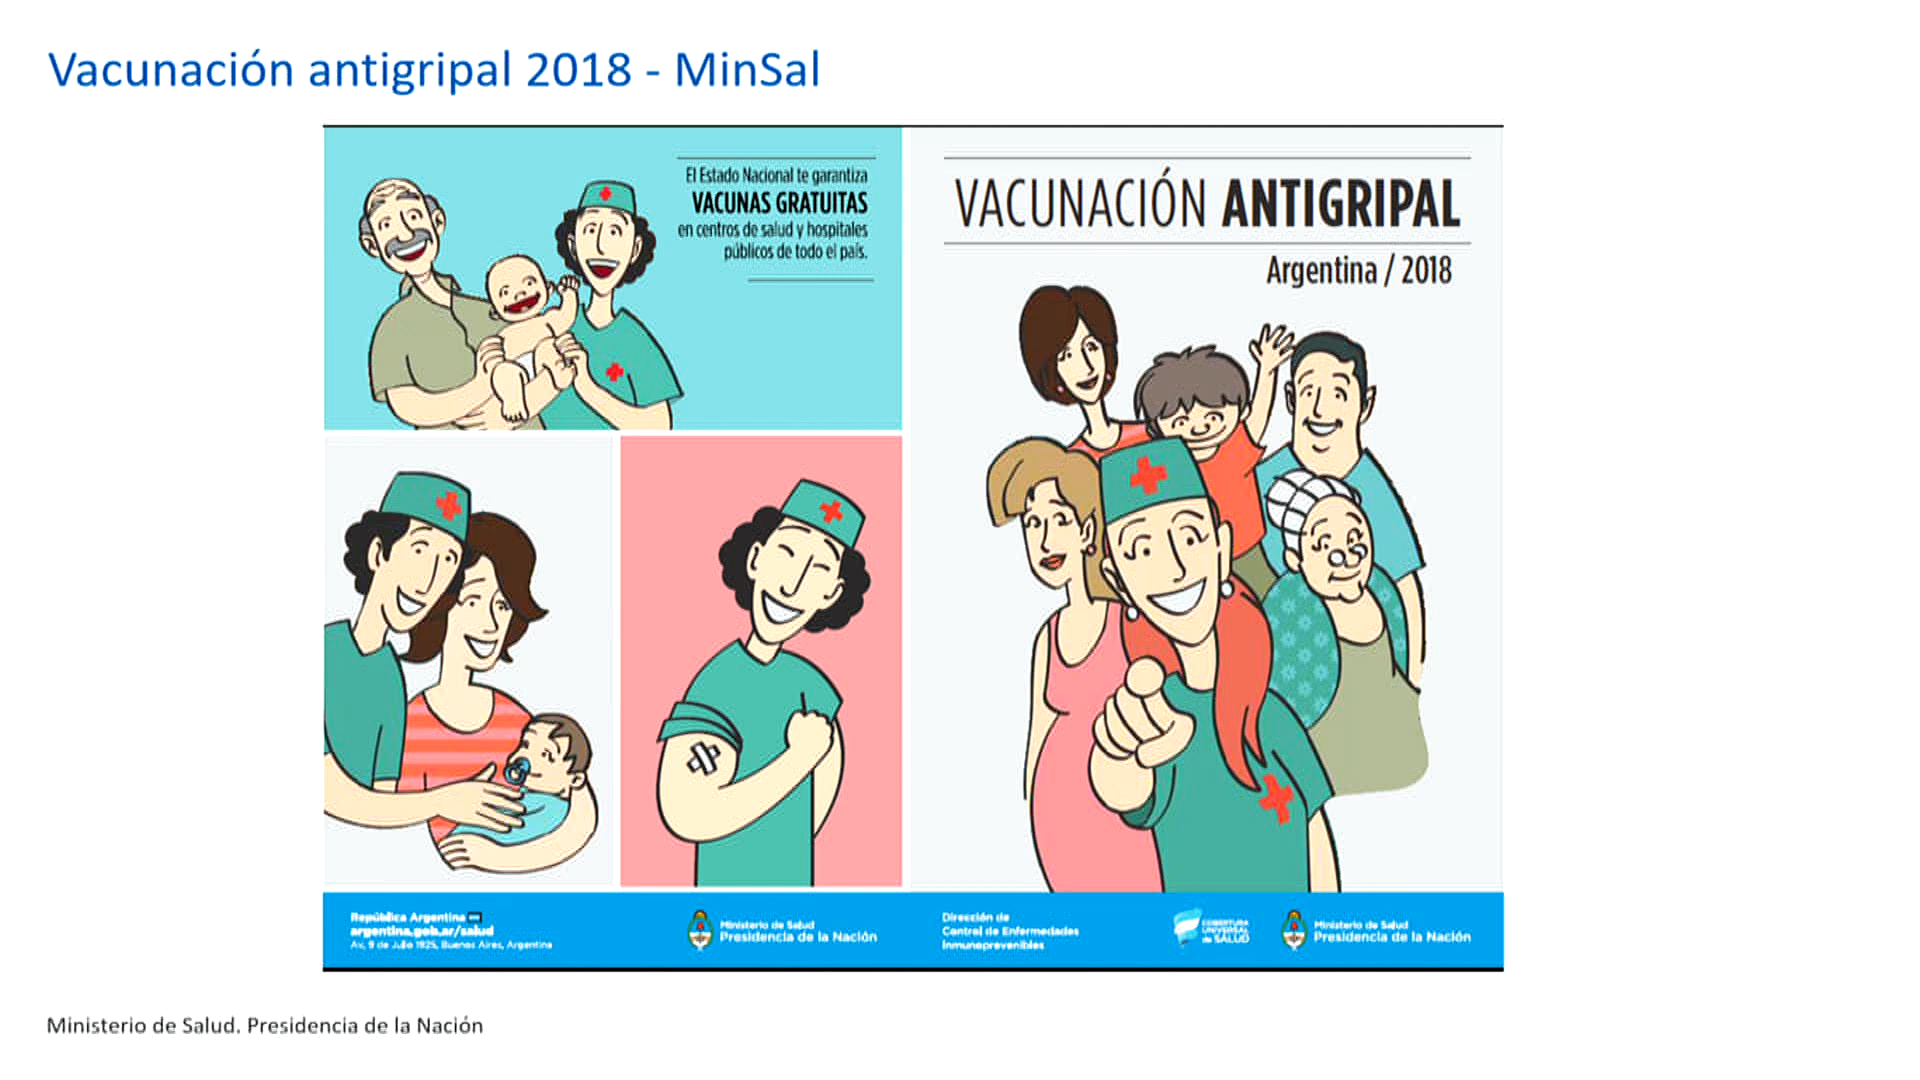 Vacunación antigripal 2018 - MinSal
El Estado Nacional te garantiza
VACUNAS GRATUITAS
en centros de salud y hospitales
públicos de todo el país.
VACUNACIÓN ANTIGRIPAL
Argentina / 2018
República Argentina
argentina.gob.ar/salud
Av. 9 de Julio 1925, Buenos Aires, Argentina
Ministerio de Salud
Presidencia de la Nación
Dirección de
Control de Enfermedades
Inmunoprevenibles
COBERTURA
UNIVERSAL
de SALUD
Ministerio de Salud
Presidencia de la Nación
Ministerio de Salud. Presidencia de la Nación